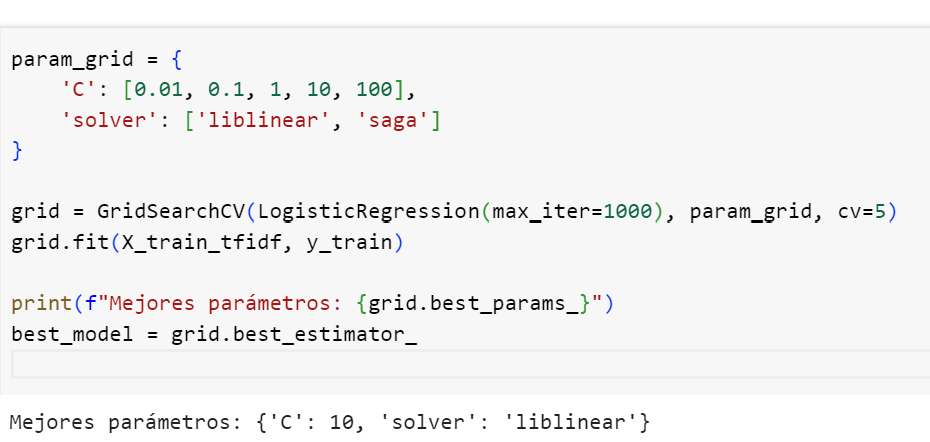 param_grid = {
    'C': [0.01, 0.1, 1, 10, 100],
    'solver': ['liblinear', 'saga']
}
grid = GridSearchCV(LogisticRegression(max_iter=1000), param_grid, cv=5)
grid.fit(X_train_tfidf, y_train)
print(f"Mejores parámetros: {grid.best_params_}")
best_model = grid.best_estimator_
Mejores parámetros: {'C': 10, 'solver': 'liblinear'}